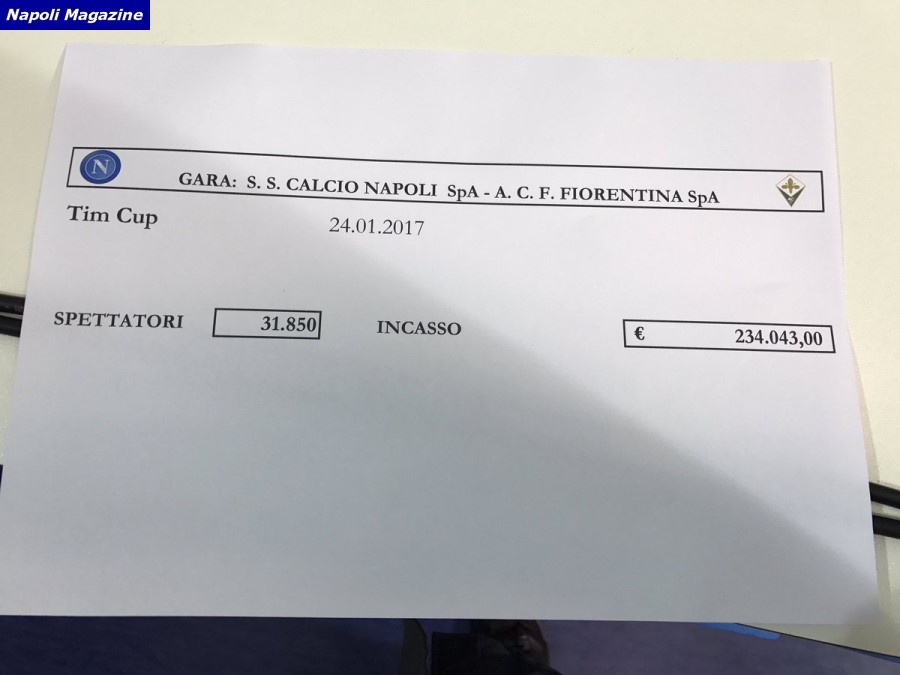 Napoli Magazine
N
GARA: S. S. CALCIO NAPOLI SpA - A. C. F. FIORENTINA SpA
Tim Cup 24.01.2017
SPETTATORI 31.850 INCASSO € 234.043,00